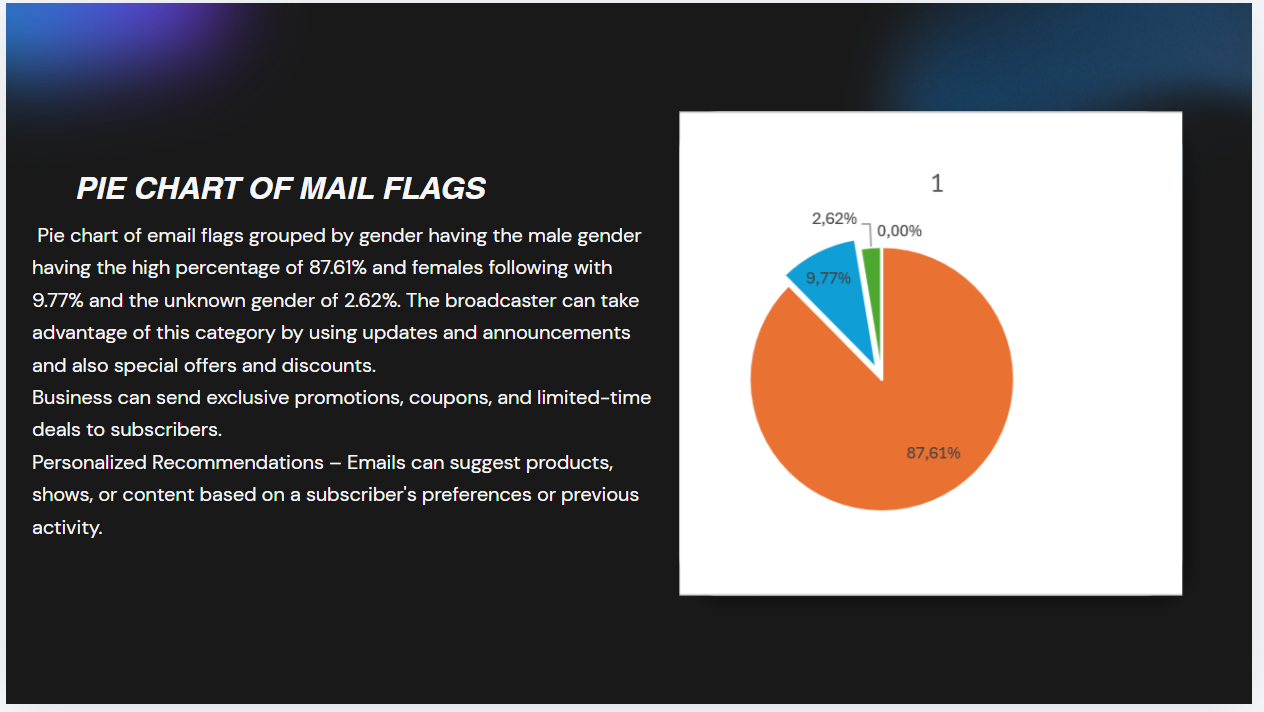 PIE CHART OF MAIL FLAGS
Pie chart of email flags grouped by gender having the male gender
having the high percentage of 87.61% and females following with
9.77% and the unknown gender of 2.62%. The broadcaster can take
advantage of this category by using updates and announcements
and also special offers and discounts.
Business can send exclusive promotions, coupons, and limited-time
deals to subscribers.
Personalized Recommendations – Emails can suggest products,
shows, or content based on a subscriber's preferences or previous
activity.
1
2,62%
0,00%
9,77%
87,61%